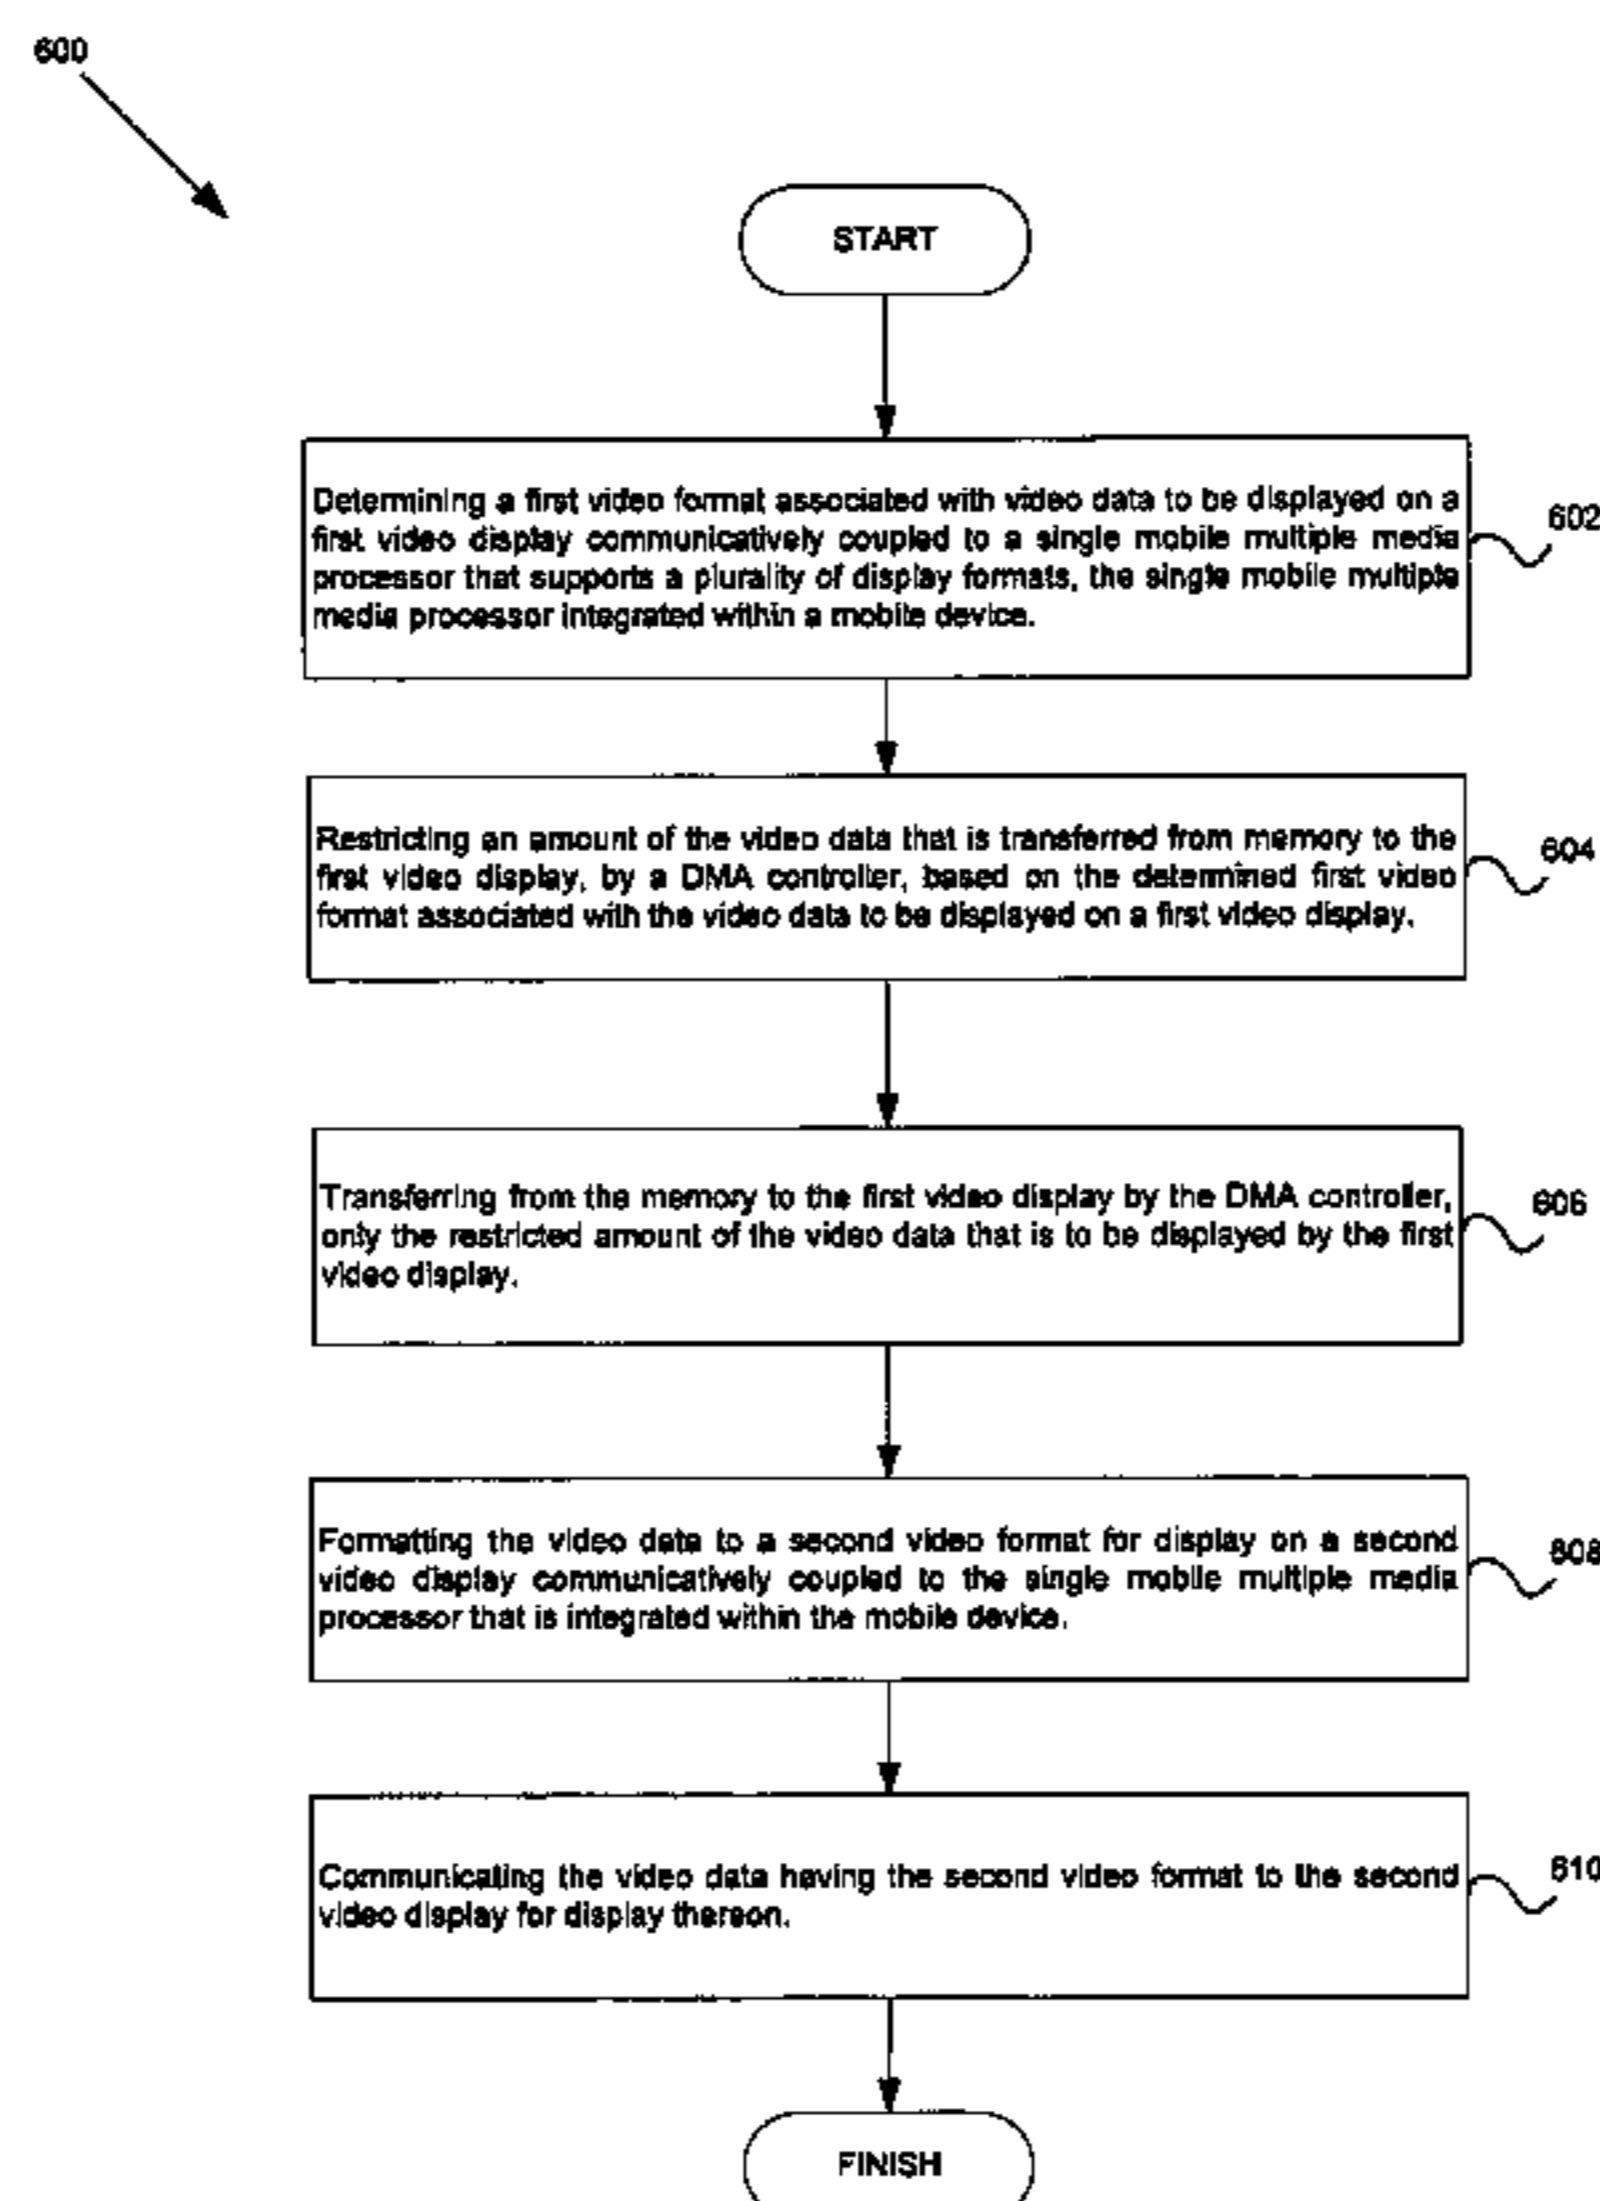 600
START
Determining a first video format associated with video data to be displayed on a
first video display communicatively coupled to a single mobile multiple media
processor that supports a plurality of display formats, the single mobile multiple
media processor integrated within a mobile device.
602
Restricting an amount of the video data that is transferred from memory to the
first video display, by a DMA controller, based on the determined first video
format associated with the video data to be displayed on a first video display.
604
Transferring from the memory to the first video display by the DMA controller,
only the restricted amount of the video data that is to be displayed by the first
video display.
606
Formatting the video data to a second video format for display on a second
video display communicatively coupled to the single mobile multiple media
processor that is integrated within the mobile device.
608
Communicating the video data having the second video format to the second
video display for display thereon.
610
FINISH